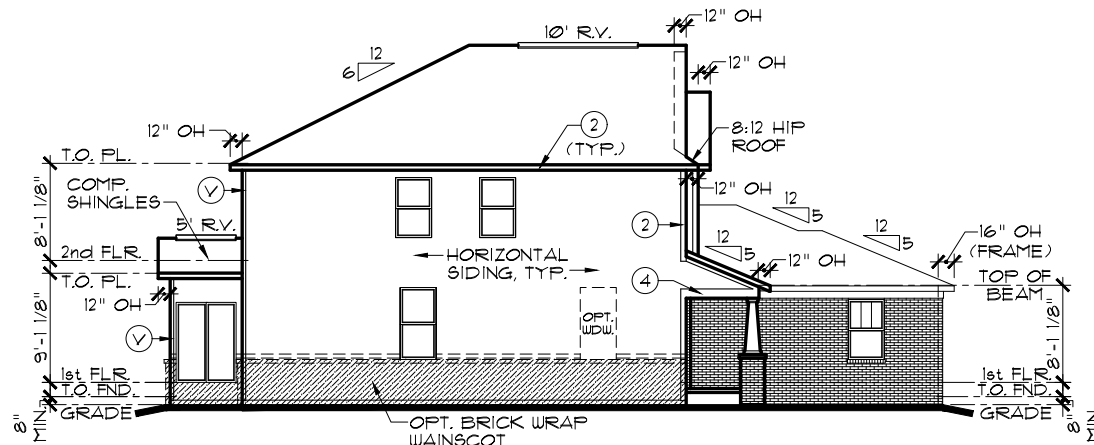 12" OH
10' R.V.
12
6
12" OH
12" OH
2
(TYP.)
8:12 HIP
ROOF
T.O. PL.
COMP.
SHINGLES
V
12" OH
8'-1 1/8"
5' R.V.
2
12
5
12
5
12
5
16" OH
(FRAME)
2nd FLR.
HORIZONTAL
SIDING, TYP.
12" OH
T.O. PL.
4
TOP OF
BEAM
12" OH
OPT.
WDW.
V
9'-1 1/8"
8'-1 1/8"
1st FLR
T.O. FND.
GRADE
8"
MIN.
1st FLR
T.O. FND.
GRADE
8"
MIN.
OPT. BRICK WRAP
WAINSCOT